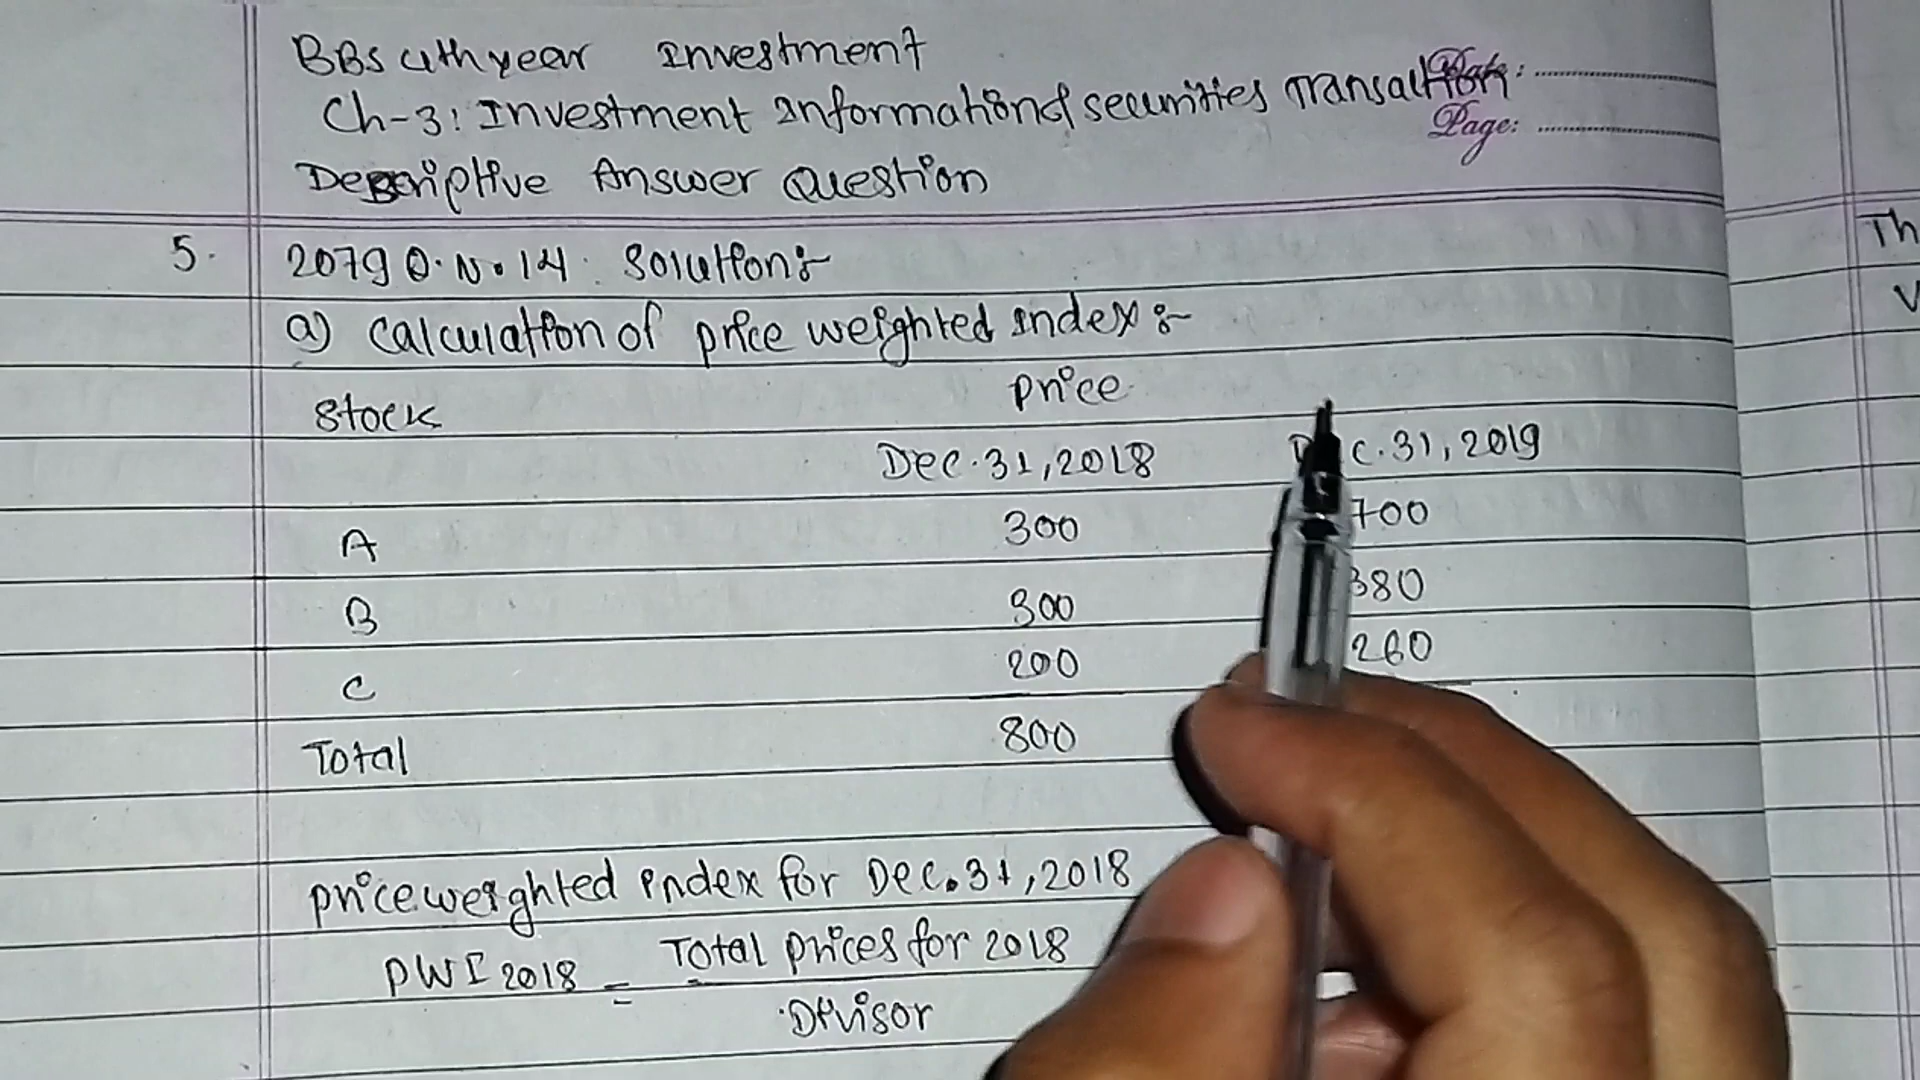 BBS 4th year Investment
Ch-3: Investment Information & securities Transaction
Date:
Page:
Descriptive Answer Question
5. 2079 Q.N.14. Solution:-
a) Calculation of price weighted Index:-
Stock Price
Dec.31,2018 Dec.31,2019
A 300 700
B 300 380
C 200 260
Total 800
price weighted index for Dec.31,2018
PWI 2018 = Total prices for 2018
Divisor
Th
V